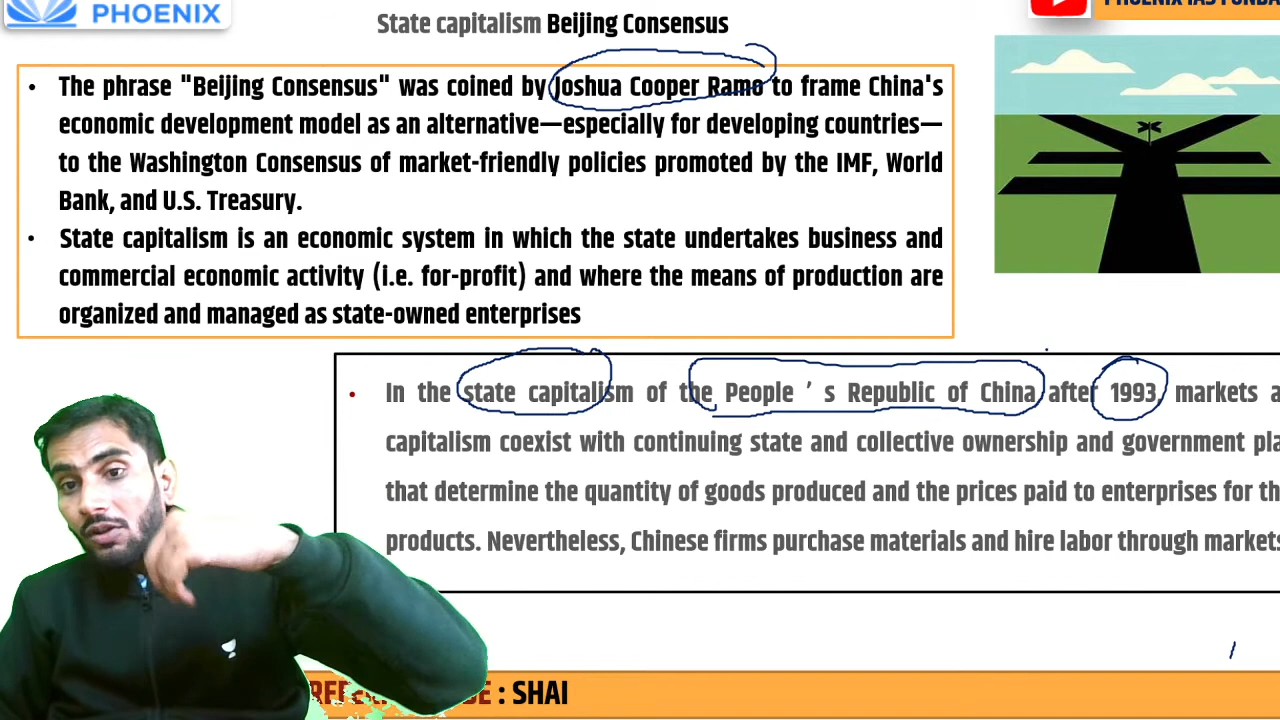 PHOENIX
State capitalism Beijing Consensus
• The phrase "Beijing Consensus" was coined by Joshua Cooper Ramo to frame China's
economic development model as an alternative—especially for developing countries—
to the Washington Consensus of market-friendly policies promoted by the IMF, World
Bank, and U.S. Treasury.
• State capitalism is an economic system in which the state undertakes business and
commercial economic activity (i.e. for-profit) and where the means of production are
organized and managed as state-owned enterprises
• In the state capitalism of the People ’ s Republic of China after 1993, markets a
capitalism coexist with continuing state and collective ownership and government pla
that determine the quantity of goods produced and the prices paid to enterprises for th
products. Nevertheless, Chinese firms purchase materials and hire labor through markets
: SHAI